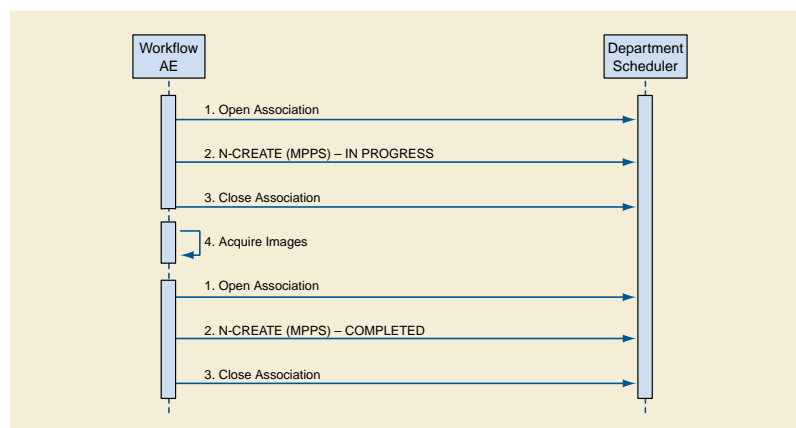 Workflow
AE
Department
Scheduler
1. Open Association
2. N-CREATE (MPPS) – IN PROGRESS
3. Close Association
4. Acquire Images
1. Open Association
2. N-CREATE (MPPS) – COMPLETED
3. Close Association